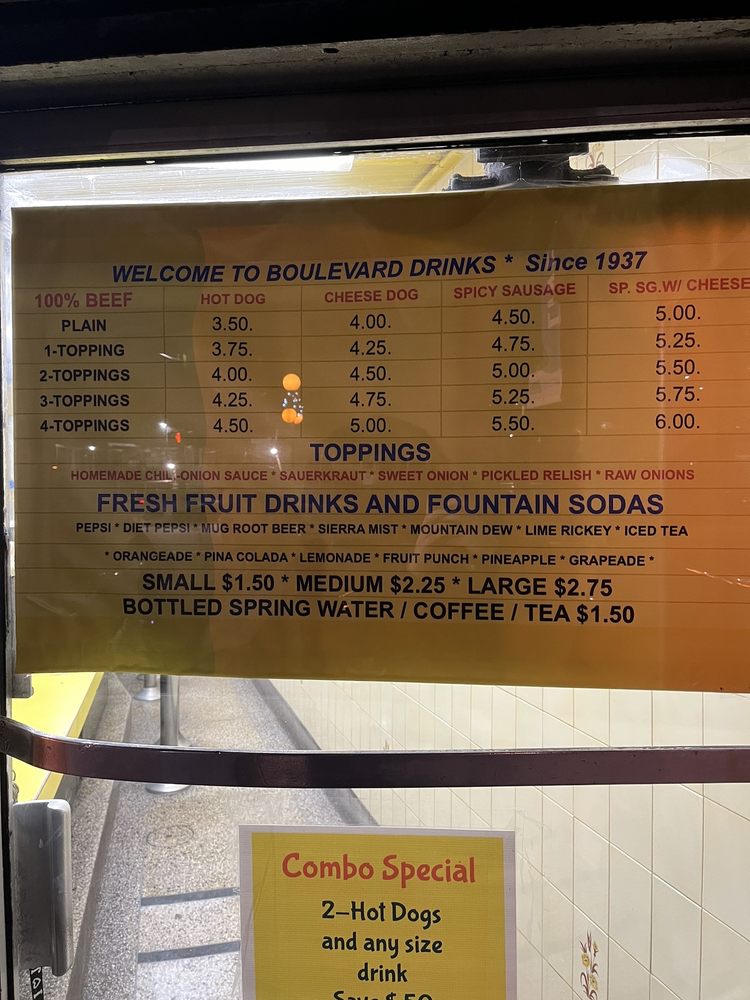 WELCOME TO BOULEVARD DRINKS * Since 1937
100% BEEF HOT DOG CHEESE DOG SPICY SAUSAGE SP. SG.W/ CHEESE
PLAIN 3.50. 4.00. 4.50. 5.00.
1-TOPPING 3.75. 4.25. 4.75. 5.25.
2-TOPPINGS 4.00. 4.50. 5.00. 5.50.
3-TOPPINGS 4.25. 4.75. 5.25. 5.75.
4-TOPPINGS 4.50. 5.00. 5.50. 6.00.
TOPPINGS
HOMEMADE CHILI-ONION SAUCE * SAUERKRAUT * SWEET ONION * PICKLED RELISH * RAW ONIONS
FRESH FRUIT DRINKS AND FOUNTAIN SODAS
PEPSI * DIET PEPSI * MUG ROOT BEER * SIERRA MIST * MOUNTAIN DEW * LIME RICKEY * ICED TEA
* ORANGEADE * PINA COLADA * LEMONADE * FRUIT PUNCH * PINEAPPLE * GRAPEADE *
SMALL $1.50 * MEDIUM $2.25 * LARGE $2.75
BOTTLED SPRING WATER / COFFEE / TEA $1.50
Combo Special
2-Hot Dogs
and any size
drink
Save $.50